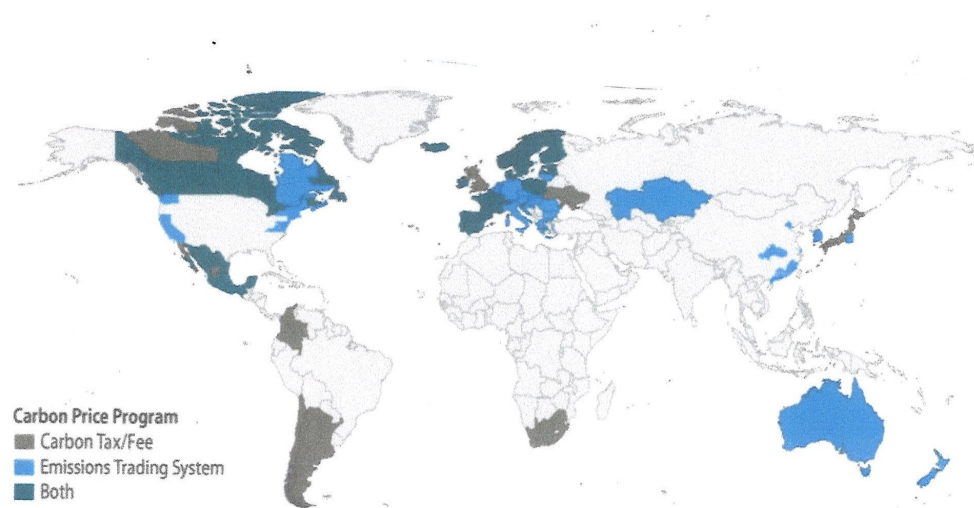 Carbon Price Program
Carbon Tax/Fee
Emissions Trading System
Both